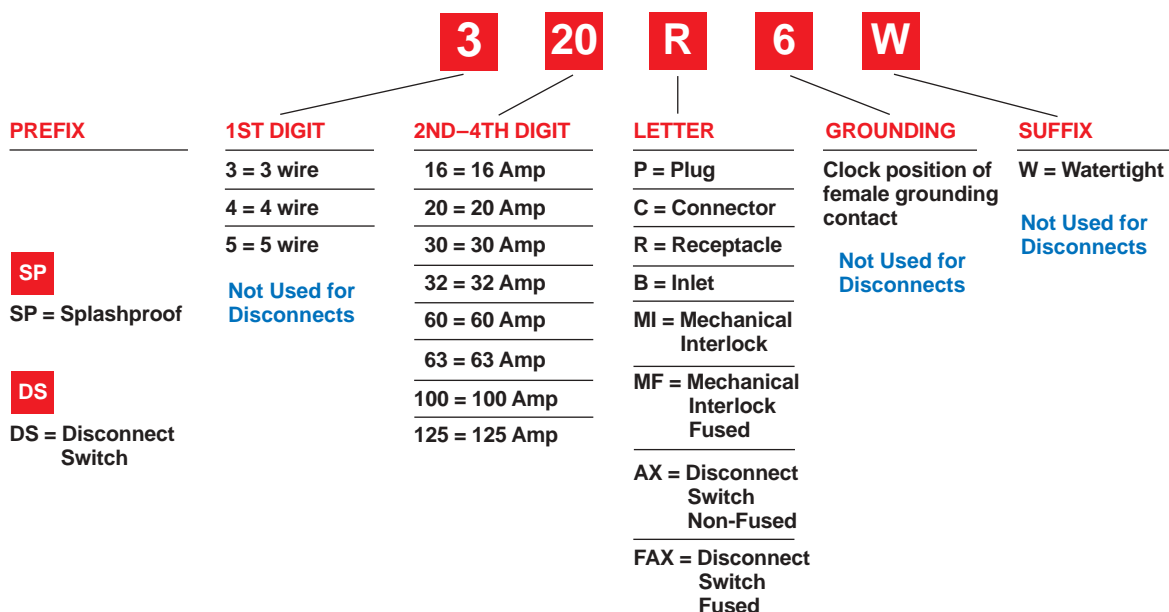 3 20 R 6 W
PREFIX
SP
SP = Splashproof
DS
DS = Disconnect
Switch
1ST DIGIT
3 = 3 wire
4 = 4 wire
5 = 5 wire
Not Used for
Disconnects
2ND–4TH DIGIT
16 = 16 Amp
20 = 20 Amp
30 = 30 Amp
32 = 32 Amp
60 = 60 Amp
63 = 63 Amp
100 = 100 Amp
125 = 125 Amp
LETTER
P = Plug
C = Connector
R = Receptacle
B = Inlet
MI = Mechanical
Interlock
MF = Mechanical
Interlock
Fused
AX = Disconnect
Switch
Non-Fused
FAX = Disconnect
Switch
Fused
GROUNDING
Clock position of
female grounding
contact
Not Used for
Disconnects
SUFFIX
W = Watertight
Not Used for
Disconnects